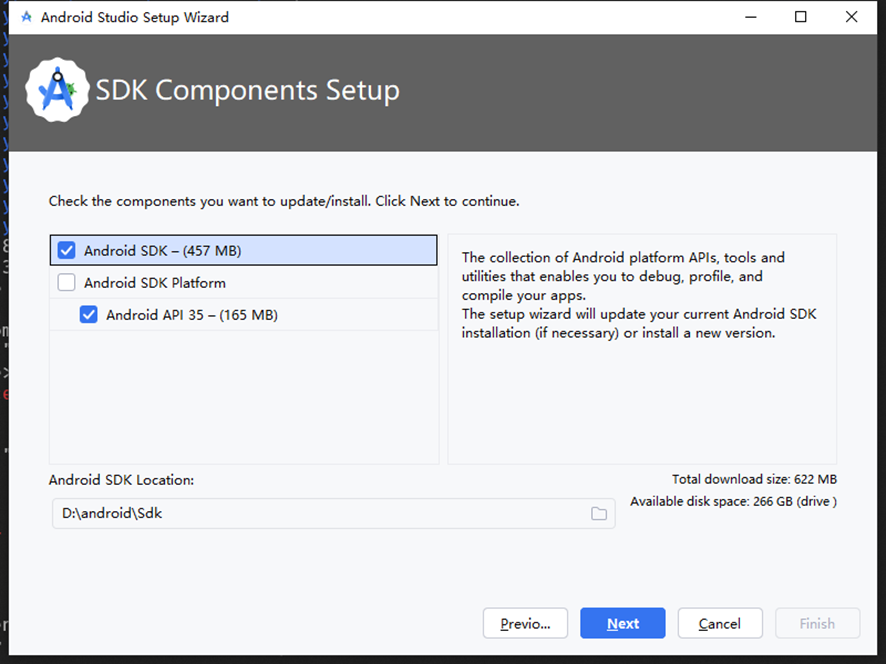 Android Studio Setup Wizard
SDK Components Setup
Check the components you want to update/install. Click Next to continue.
Android SDK – (457 MB)
Android SDK Platform
Android API 35 – (165 MB)
The collection of Android platform APIs, tools and
utilities that enables you to debug, profile, and
compile your apps.
The setup wizard will update your current Android SDK
installation (if necessary) or install a new version.
Android SDK Location:
D:\android\Sdk
Total download size: 622 MB
Available disk space: 266 GB (drive )
Previo...
Next
Cancel
Finish